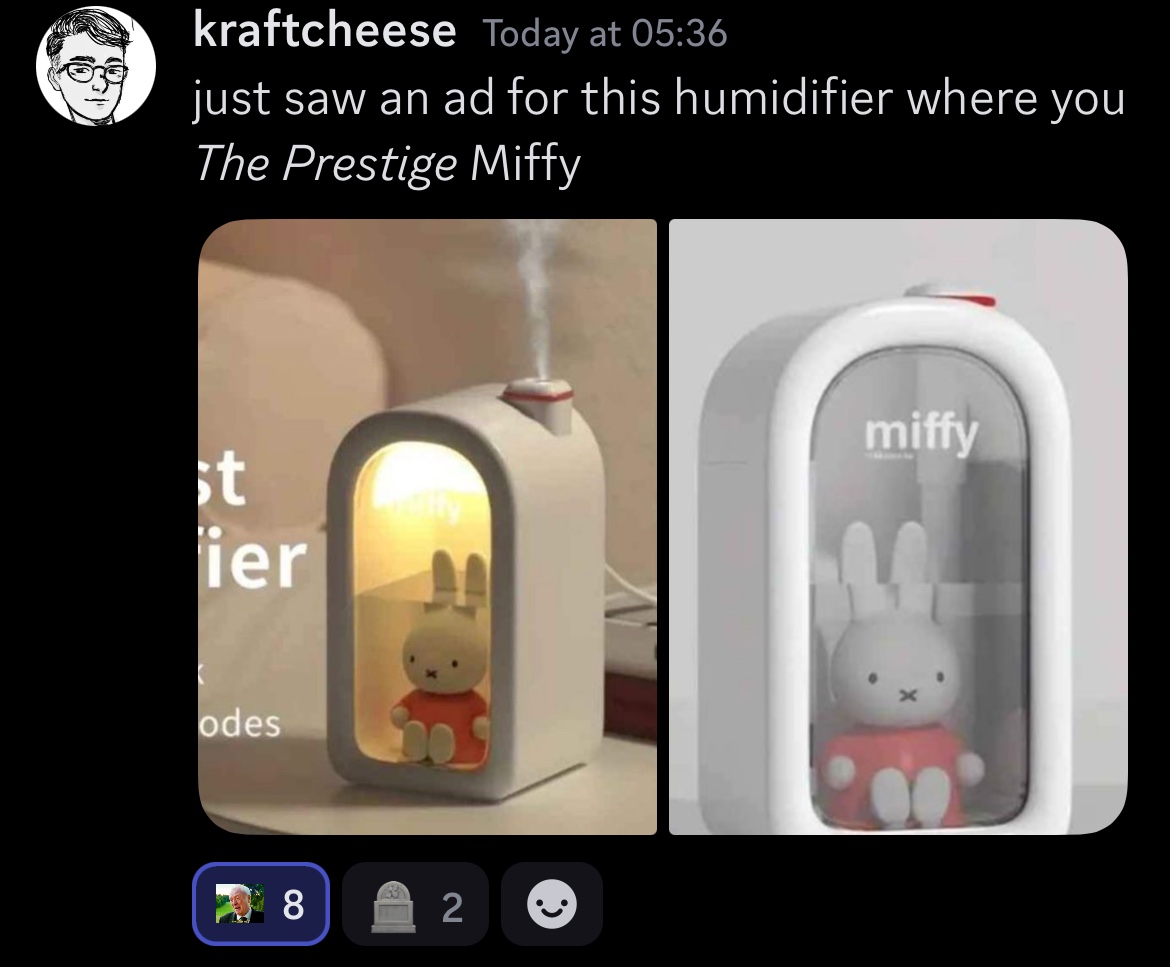 kraftcheese Today at 05:36
just saw an ad for this humidifier where you
The Prestige Miffy
miffy
st
fier
odes
miffy
8
2